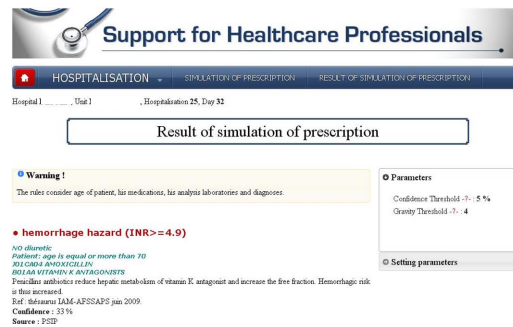 Support for Healthcare Professionals
HOSPITALISATION SIMULATION OF PRESCRIPTION RESULT OF SIMULATION OF PRESCRIPTION
Hospital , Unit , Hospitalisation 25, Day 32
Result of simulation of prescription
Warning !
The rules consider age of patient, his medications, his analysis laboratories and diagnoses.
Parameters
Confidence Threshold -?- : 5 %
Gravity Threshold -?- : 4
Setting parameters
• hemorrhage hazard (INR>=4.9)
NO diuretic
Patient: age is equal or more than 70
J01CA04 AMOXICILLIN
B01AA VITAMIN K ANTAGONISTS
Penicillins antibiotics reduce hepatic metabolism of vitamin K antagonist and increase the free fraction. Hemorrhagic risk
is thus increased.
Ref : thésaurus IAM-AFSSAPS juin 2009.
Confidence : 33%
Source : PSIP